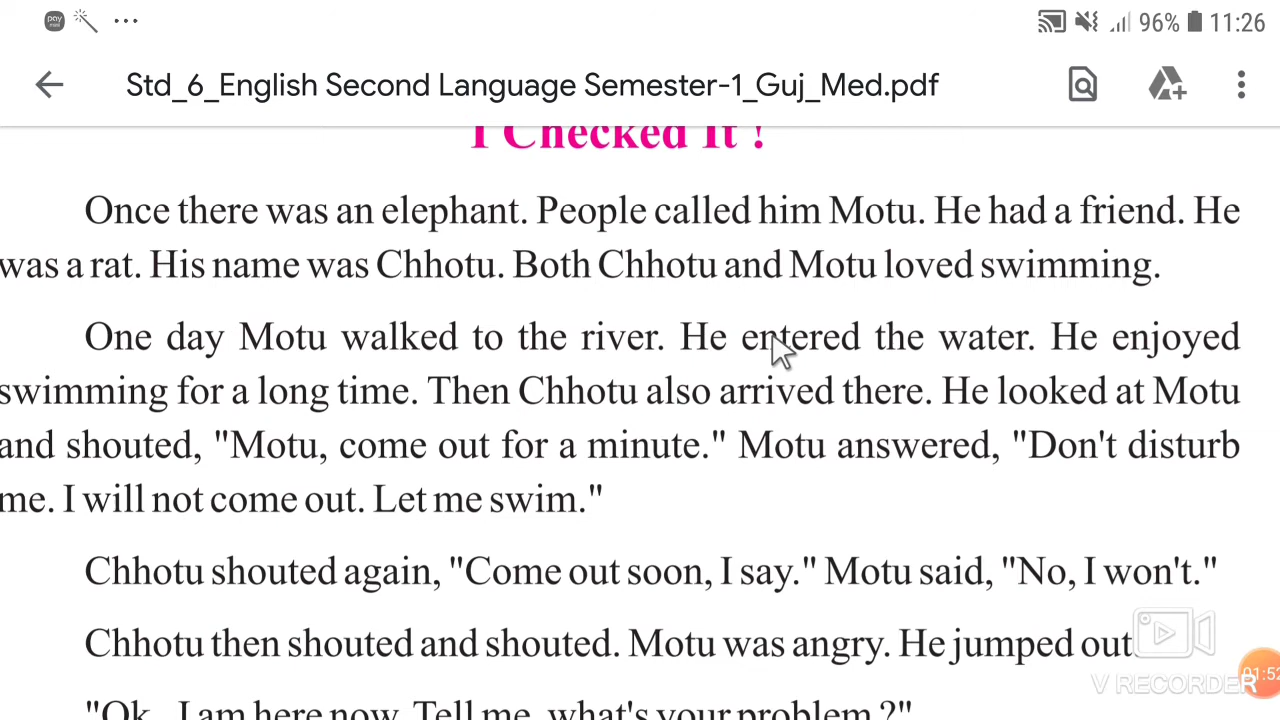 pay
mini
96% 11:26
Std_6_English Second Language Semester-1_Guj_Med.pdf
I Checked It !
Once there was an elephant. People called him Motu. He had a friend. He
was a rat. His name was Chhotu. Both Chhotu and Motu loved swimming.
One day Motu walked to the river. He entered the water. He enjoyed
swimming for a long time. Then Chhotu also arrived there. He looked at Motu
and shouted, "Motu, come out for a minute." Motu answered, "Don't disturb
me. I will not come out. Let me swim."
Chhotu shouted again, "Come out soon, I say." Motu said, "No, I won't."
Chhotu then shouted and shouted. Motu was angry. He jumped out
V RECORDER
01:52
"Ok. I am here now. Tell me, what's your problem ?"